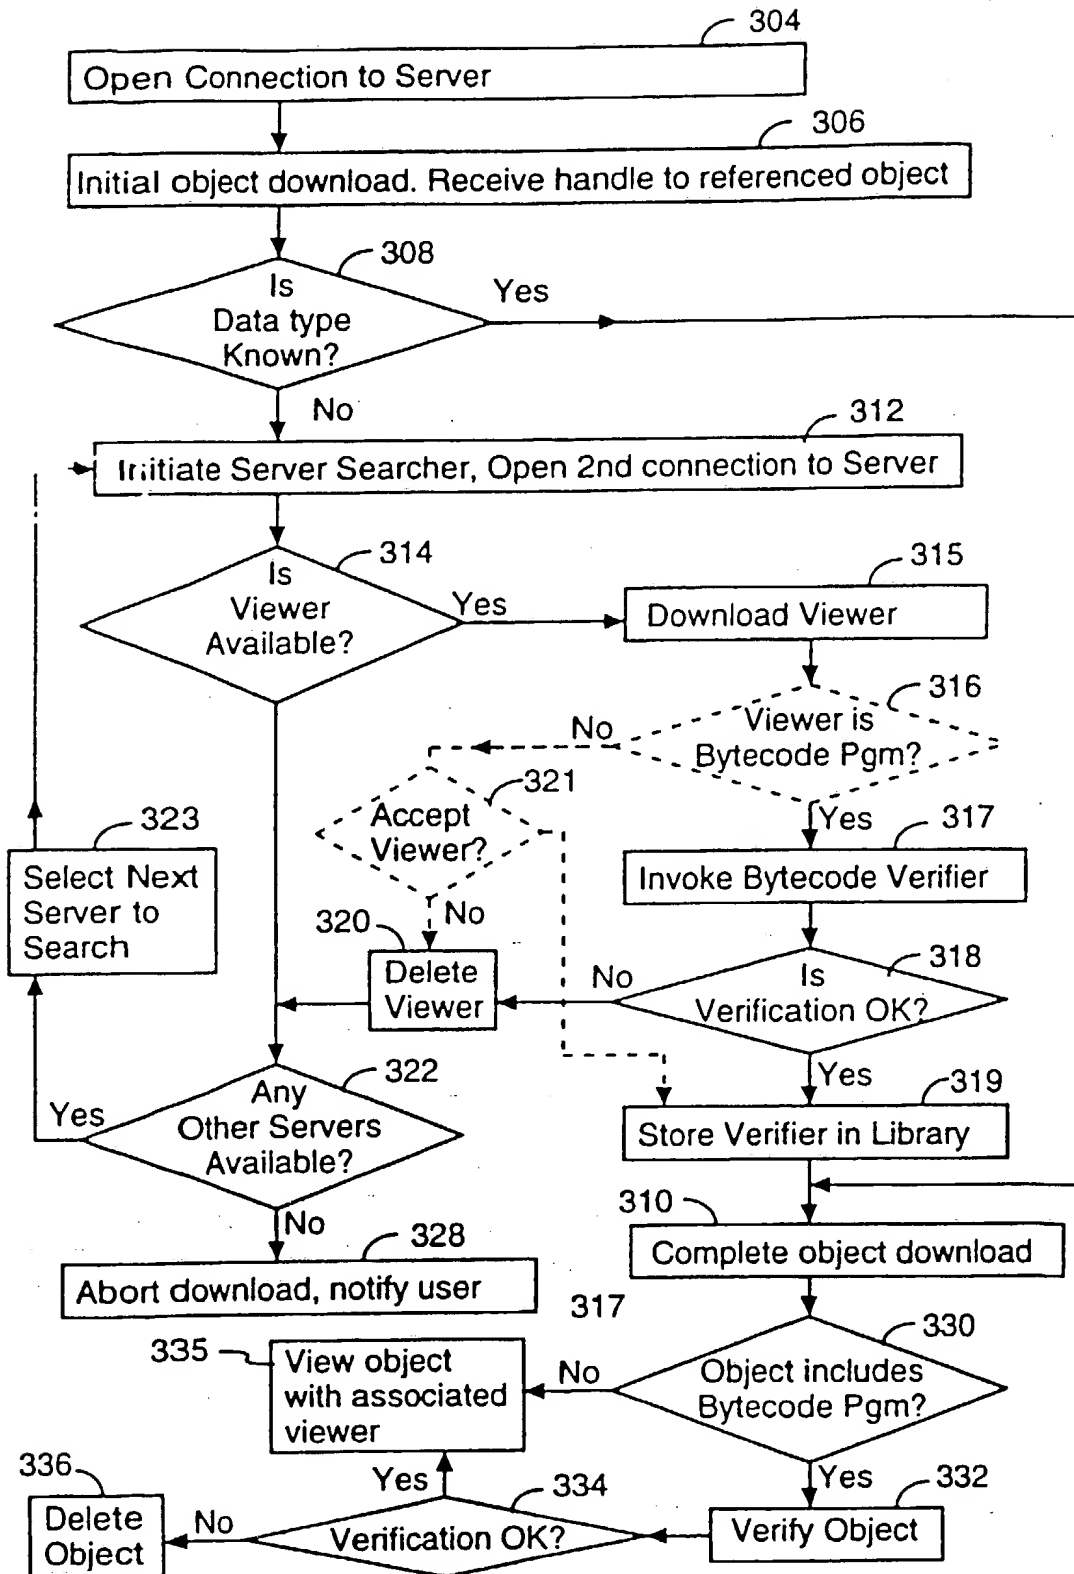 304
Open Connection to Server
306
Initial object download. Receive handle to referenced object
308
Is
Data type
Known?
Yes
No
312
Initiate Server Searcher, Open 2nd connection to Server
314
Is
Viewer
Available?
Yes
315
Download Viewer
316
Viewer is
Bytecode Pgm?
No
Yes
321
Accept
Viewer?
No
317
Invoke Bytecode Verifier
323
Select Next
Server to
Search
320
Delete
Viewer
318
Is
Verification OK?
No
Yes
322
Any
Other Servers
Available?
Yes
No
319
Store Verifier in Library
310
Complete object download
328
Abort download, notify user
317
330
Object includes
Bytecode Pgm?
No
Yes
335
View object
with associated
viewer
332
Verify Object
334
Verification OK?
Yes
No
336
Delete
Object